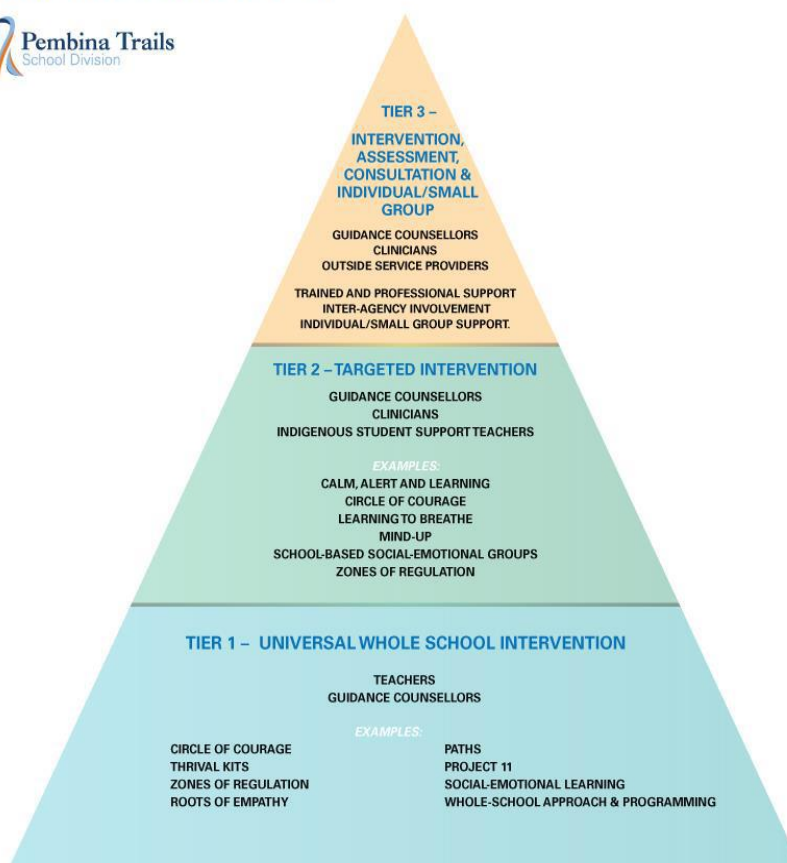 Pembina Trails
School Division
TIER 3 –
INTERVENTION,
ASSESSMENT,
CONSULTATION &
INDIVIDUAL/SMALL
GROUP
GUIDANCE COUNSELLORS
CLINICIANS
OUTSIDE SERVICE PROVIDERS
TRAINED AND PROFESSIONAL SUPPORT
INTER-AGENCY INVOLVEMENT
INDIVIDUAL/SMALL GROUP SUPPORT.
TIER 2 – TARGETED INTERVENTION
GUIDANCE COUNSELLORS
CLINICIANS
INDIGENOUS STUDENT SUPPORT TEACHERS
EXAMPLES:
CALM, ALERT AND LEARNING
CIRCLE OF COURAGE
LEARNING TO BREATHE
MIND-UP
SCHOOL-BASED SOCIAL-EMOTIONAL GROUPS
ZONES OF REGULATION
TIER 1 – UNIVERSAL WHOLE SCHOOL INTERVENTION
TEACHERS
GUIDANCE COUNSELLORS
EXAMPLES:
CIRCLE OF COURAGE
THRIVAL KITS
ZONES OF REGULATION
ROOTS OF EMPATHY
PATHS
PROJECT 11
SOCIAL-EMOTIONAL LEARNING
WHOLE-SCHOOL APPROACH & PROGRAMMING